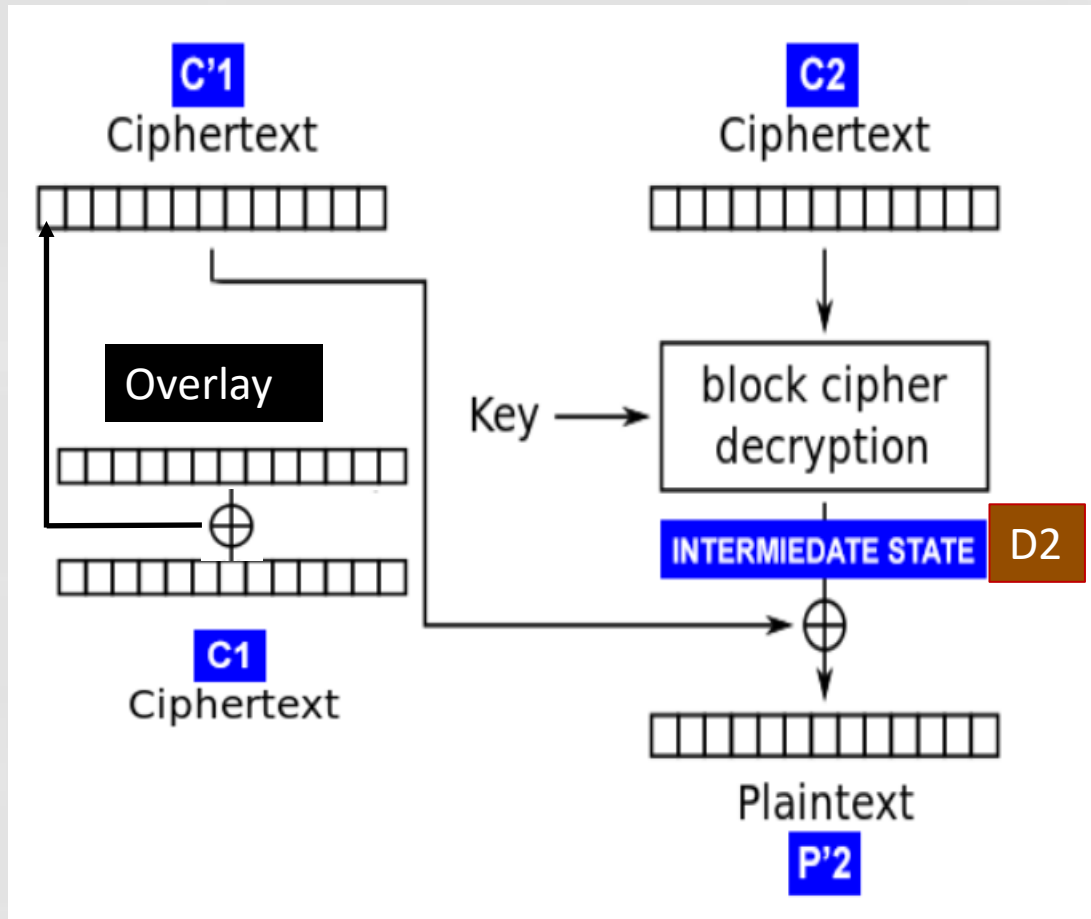 C'1
Ciphertext
C2
Ciphertext
Overlay
Key
block cipher
decryption
INTERMIEDATE STATE
D2
C1
Ciphertext
Plaintext
P'2